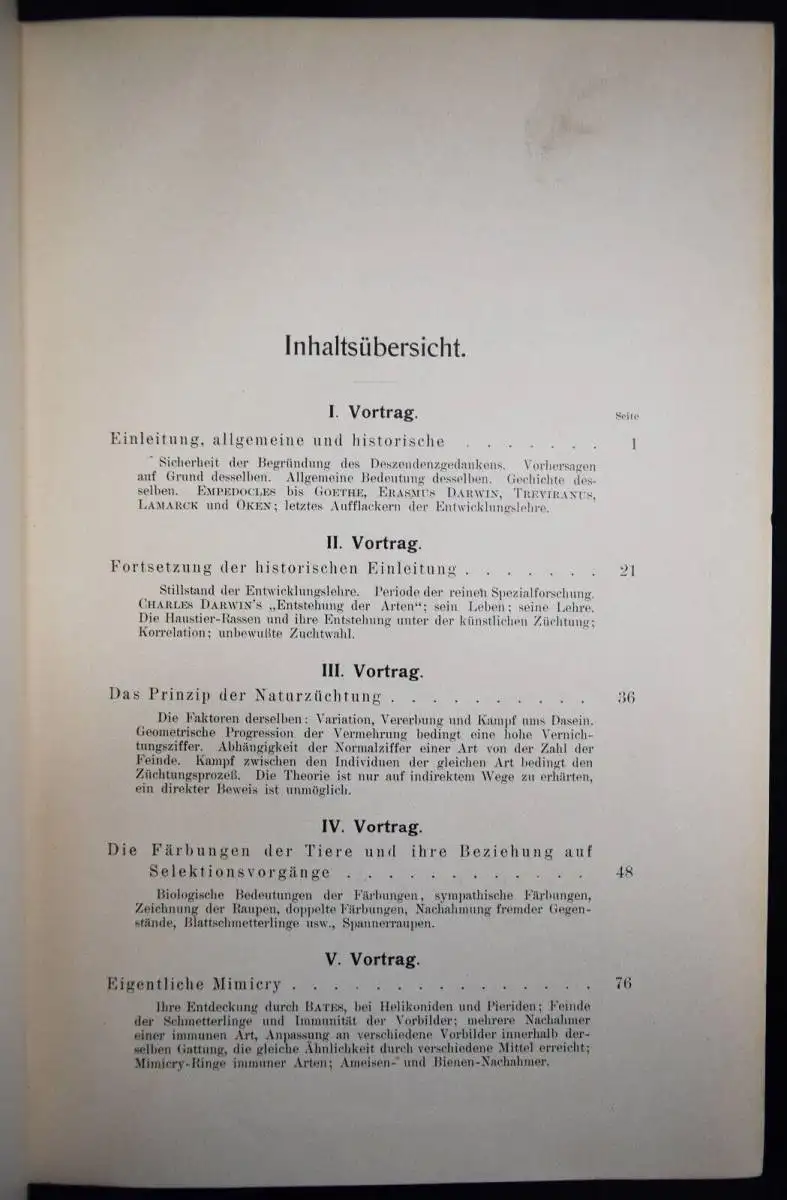 Inhaltsübersicht.
I. Vortrag.
Seite
Einleitung, allgemeine und historische . . . . . . . 1
Sicherheit der Begründung des Deszendenzgedankens. Vorhersagen
auf Grund desselben. Allgemeine Bedeutung desselben. Gechichte des-
selben. EMPEDOCLES bis GOETHE, ERASMUS DARWIN, TREVIRANUS,
LAMARCK und OKEN; letztes Aufflackern der Entwicklungslehre.
II. Vortrag.
Fortsetzung der historischen Einleitung . . . . . . . 21
Stillstand der Entwicklungslehre. Periode der reinen Spezialforschung.
CHARLES DARWIN'S „Entstehung der Arten“; sein Leben; seine Lehre.
Die Haustier-Rassen und ihre Entstehung unter der künstlichen Züchtung;
Korrelation; unbewußte Zuchtwahl.
III. Vortrag.
Das Prinzip der Naturzüchtung . . . . . . . . . . 36
Die Faktoren derselben: Variation, Vererbung und Kampf ums Dasein.
Geometrische Progression der Vermehrung bedingt eine hohe Vernich-
tungsziffer. Abhängigkeit der Normalziffer einer Art von der Zahl der
Feinde. Kampf zwischen den Individuen der gleichen Art bedingt den
Züchtungsprozeß. Die Theorie ist nur auf indirektem Wege zu erhärten,
ein direkter Beweis ist unmöglich.
IV. Vortrag.
Die Färbungen der Tiere und ihre Beziehung auf
Selektionsvorgänge . . . . . . . . . . . 48
Biologische Bedeutungen der Färbungen, sympathische Färbungen,
Zeichnung der Raupen, doppelte Färbungen, Nachahmung fremder Gegen-
stände, Blattschmetterlinge usw., Spannerraupen.
V. Vortrag.
Eigentliche Mimicry . . . . . . . . . . . . . 76
Ihre Entdeckung durch BATES, bei Helikoniden und Pieriden; Feinde
der Schmetterlinge und Immunität der Vorbilder; mehrere Nachahmer
einer immunen Art, Anpassung an verschiedene Vorbilder innerhalb der-
selben Gattung, die gleiche Ähnlichkeit durch verschiedene Mittel erreicht;
Mimicry-Ringe immuner Arten; Ameisen- und Bienen-Nachahmer.